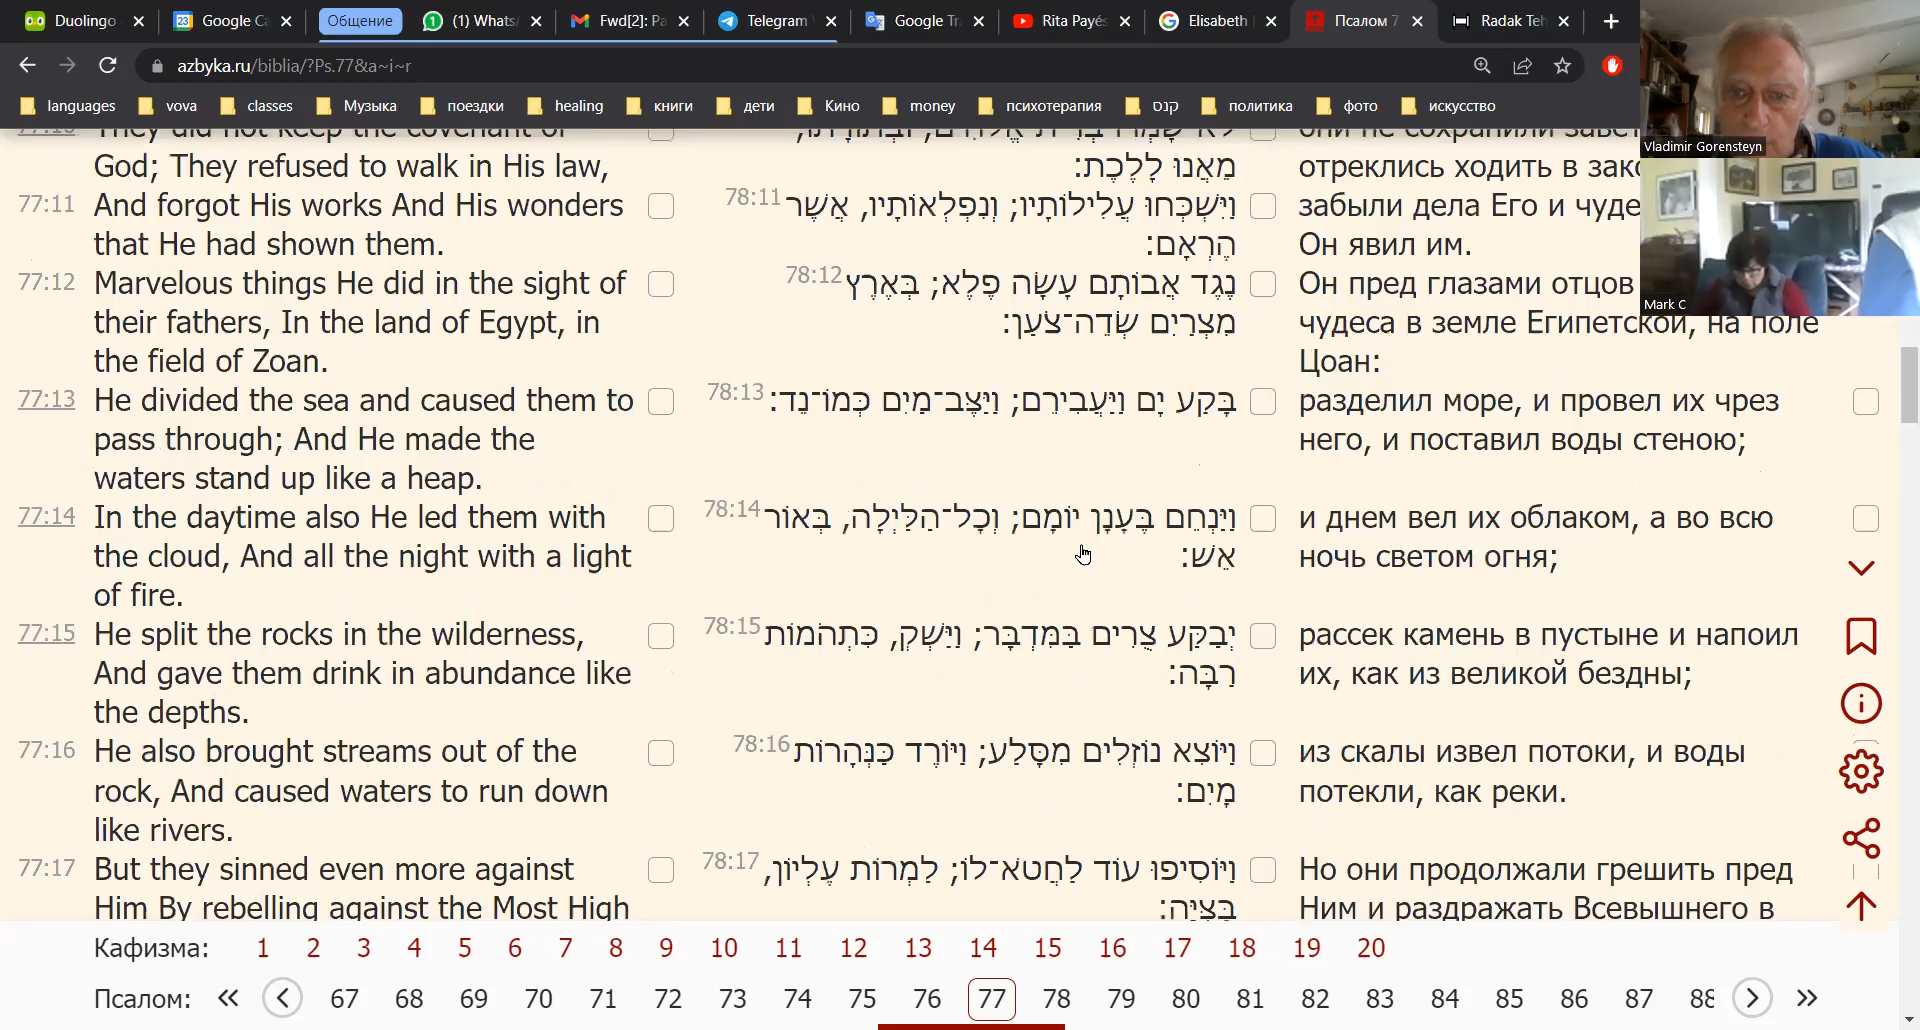 Duolingo
Google Ca
Общение
(1) Whats
Fwd[2]: Pa
Telegram
Google Tr
Rita Payés
Elisabeth
Псалом 7
Radak Teh
azbyka.ru/biblia/?Ps.77&a~i~r
languages
vova
classes
Музыка
поездки
healing
книги
дети
Кино
money
психотерапия
קנס
политика
фото
искусство
Vladimir Gorensteyn
Mark C
They did not keep the covenant of
God; They refused to walk in His law,
77:11 And forgot His works And His wonders
that He had shown them.
77:12 Marvelous things He did in the sight of
their fathers, In the land of Egypt, in
the field of Zoan.
77:13 He divided the sea and caused them to
pass through; And He made the
waters stand up like a heap.
77:14 In the daytime also He led them with
the cloud, And all the night with a light
of fire.
77:15 He split the rocks in the wilderness,
And gave them drink in abundance like
the depths.
77:16 He also brought streams out of the
rock, And caused waters to run down
like rivers.
77:17 But they sinned even more against
Him By rebelling against the Most High
מֵאֲנוּ לָלֶכֶת:
78:11 וַיִּשְׁכְּחוּ עֲלִילוֹתָיו; וְנִפְלְאוֹתָיו, אֲשֶׁר
הֶרְאָם:
78:12 נֶגֶד אֲבוֹתָם עָשָׂה פֶלֶא; בְּאֶרֶץ
מִצְרַיִם שְׂדֵה־צֹעַן:
78:13 בָּקַע יָם וַיַּעֲבִירֵם; וַיַּצֶּב־מַיִם כְּמוֹ־נֵד:
78:14 וַיַּנְחֵם בֶּעָנָן יוֹמָם; וְכָל־הַלַּיְלָה, בְּאוֹר
אֵשׁ:
78:15 יְבַקַּע צֻרִים בַּמִּדְבָּר; וַיַּשְׁקְ, כִּתְהֹמוֹת
רַבָּה:
78:16 וַיּוֹצִא נוֹזְלִים מִסָּלַע; וַיּוֹרֶד כַּנְּהָרוֹת
מָיִם:
78:17 וַיּוֹסִיפוּ עוֹד לַחֲטֹא־לוֹ; לַמְרוֹת עֶלְיוֹן,
בַּצִּיָּה:
они не сохранили заве
отреклись ходить в зако
забыли дела Его и чуде
Он явил им.
Он пред глазами отцов
чудеса в земле Египетской, на поле
Цоан:
разделил море, и провел их чрез
него, и поставил воды стеною;
и днем вел их облаком, а во всю
ночь светом огня;
рассек камень в пустыне и напоил
их, как из великой бездны;
из скалы извел потоки, и воды
потекли, как реки.
Но они продолжали грешить пред
Ним и раздражать Всевышнего в
Кафизма: 1 2 3 4 5 6 7 8 9 10 11 12 13 14 15 16 17 18 19 20
Псалом: 67 68 69 70 71 72 73 74 75 76 77 78 79 80 81 82 83 84 85 86 87 88